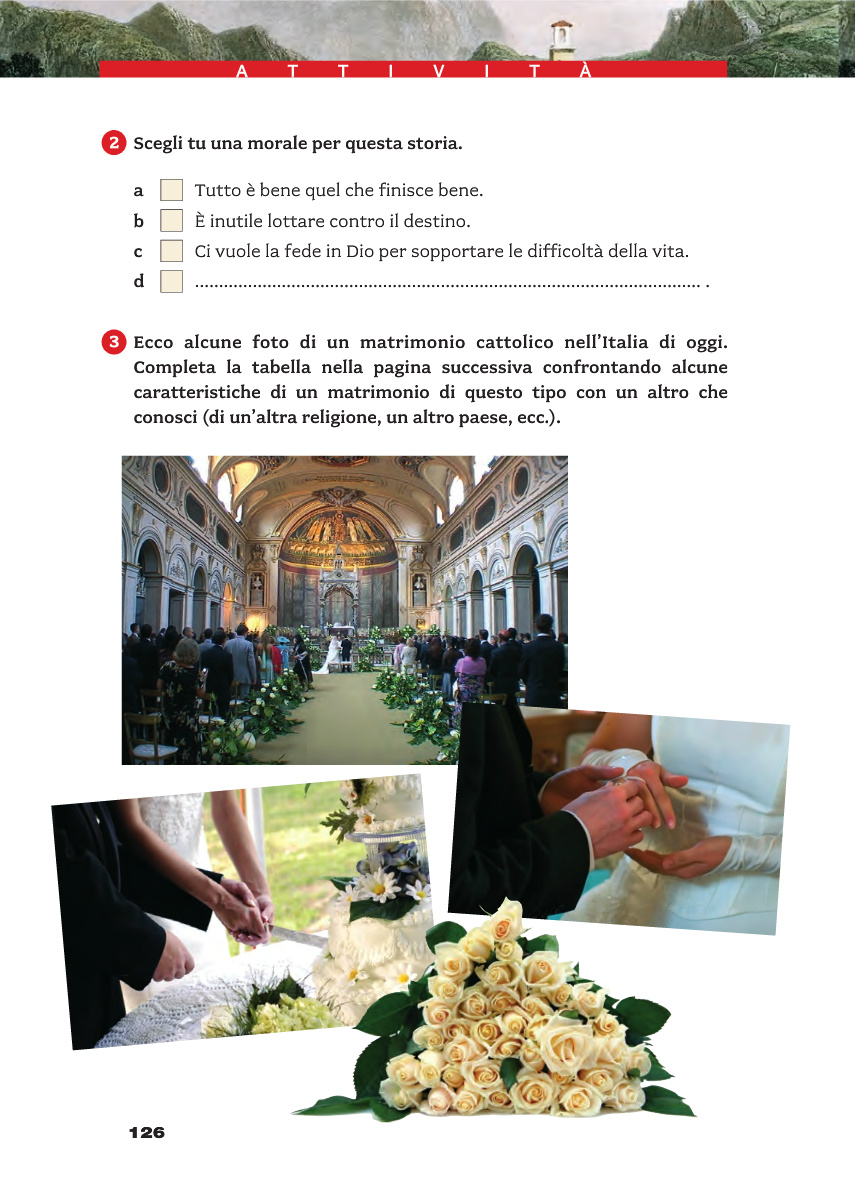 ATTIVITÀ
2 Scegli tu una morale per questa storia.
a Tutto è bene quel che finisce bene.
b È inutile lottare contro il destino.
c Ci vuole la fede in Dio per sopportare le difficoltà della vita.
d .......................................................................................................... .
3 Ecco alcune foto di un matrimonio cattolico nell'Italia di oggi.
Completa la tabella nella pagina successiva confrontando alcune
caratteristiche di un matrimonio di questo tipo con un altro che
conosci (di un'altra religione, un altro paese, ecc.).
126